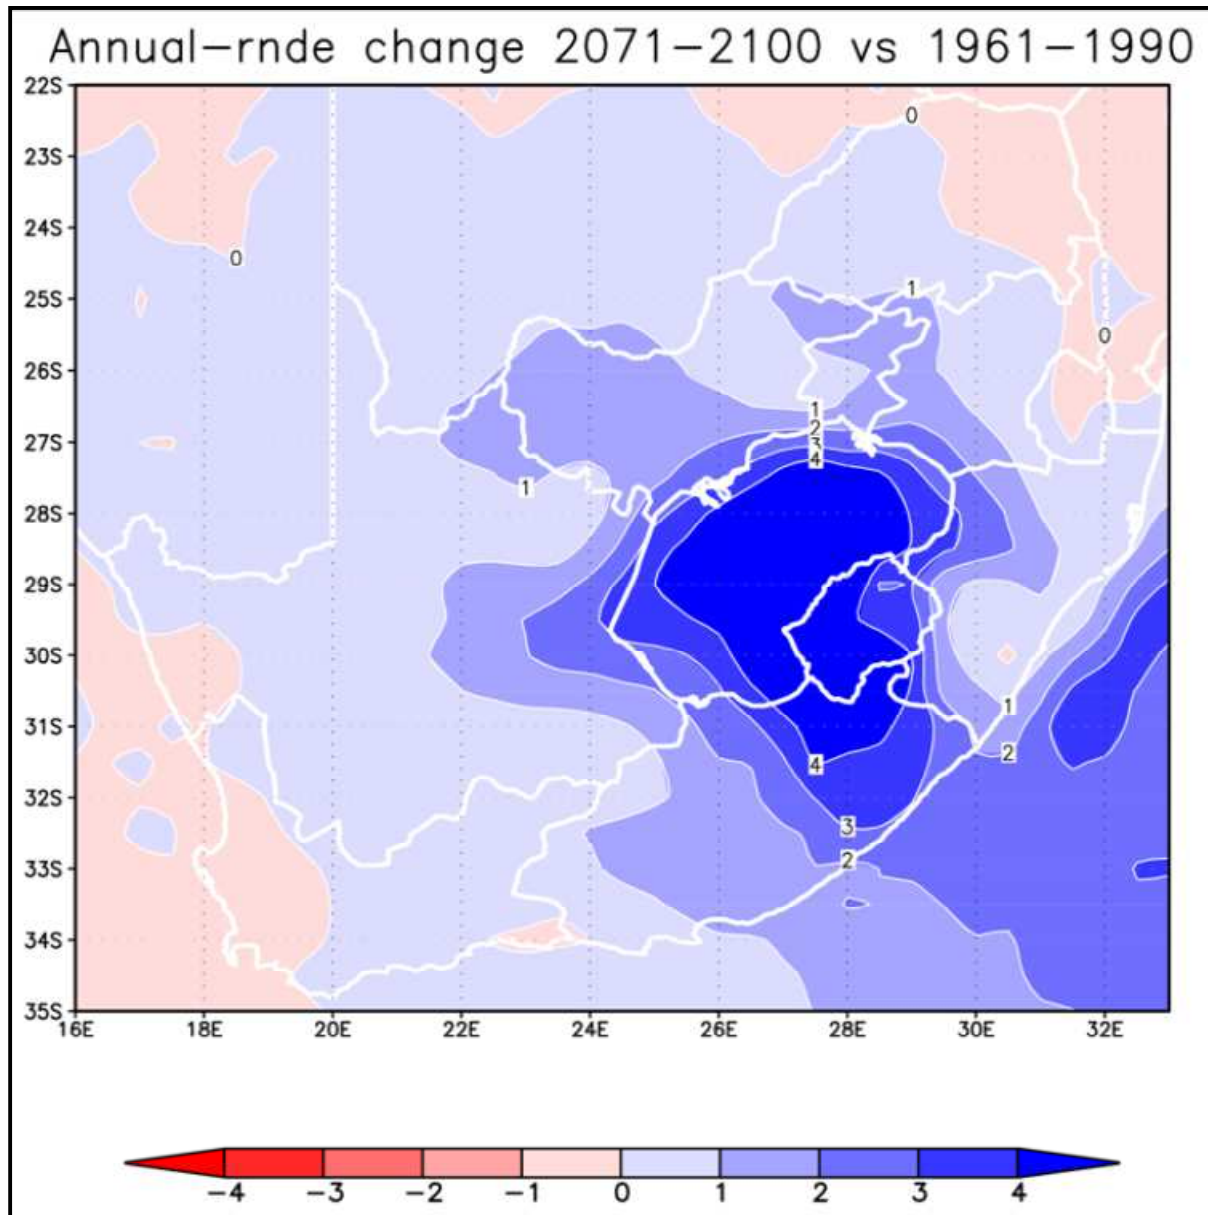 Annual-rnde change 2071-2100 vs 1961-1990
22S
0
23S
24S
0
1
25S
0
26S
1
27S
2
3
4
1
28S
29S
30S
1
31S
2
4
32S
3
2
33S
34S
35S
16E 18E 20E 22E 24E 26E 28E 30E 32E
-4 -3 -2 -1 0 1 2 3 4